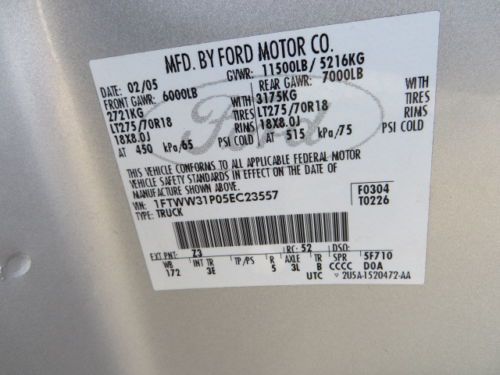 MFD. BY FORD MOTOR CO.
DATE: 02/05 GVWR: 11500LB/ 5216KG
FRONT GAWR: 6000LB REAR GAWR: 7000LB
2721KG WITH 3175KG WITH
LT275/70R18 TIRES LT275/70R18 TIRES
18X8.0J RIMS 18X8.0J RIMS
AT 450 kPa/65 PSI COLD AT 515 kPa/75 PSI COLD
Ford
THIS VEHICLE CONFORMS TO ALL APPLICABLE FEDERAL MOTOR
VEHICLE SAFETY STANDARDS IN EFFECT ON THE DATE OF
MANUFACTURE SHOWN ABOVE.
VIN: 1FTWW31P05EC23557 F0304
TYPE: TRUCK T0226
EXT PNT: Z3 RC: 52 DSO:
WB INT TR TP/PS R AXLE TR SPR 5F710
172 3E 5 3L B CCCC D0A
UTC 2U5A-1520472-AA